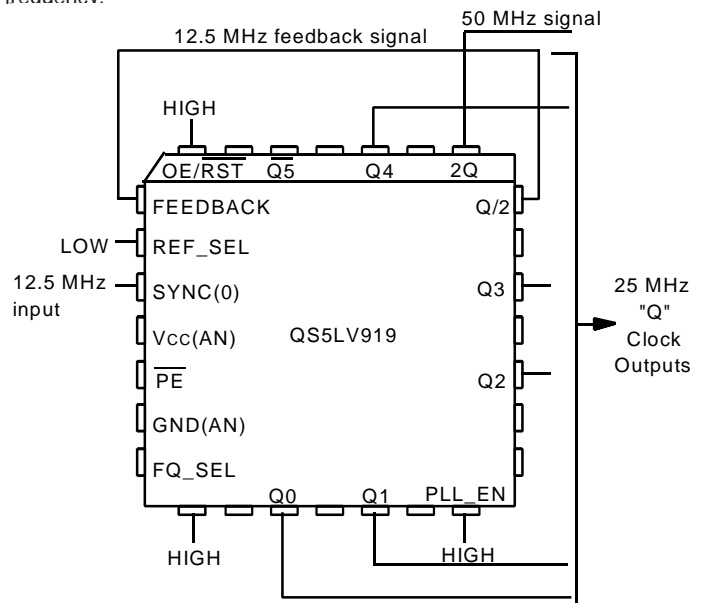 50 MHz signal
12.5 MHz feedback signal
HIGH
OE/RST Q5 Q4 2Q
FEEDBACK Q/2
LOW REF_SEL
12.5 MHz
input
SYNC(0) Q3
25 MHz
"Q"
Clock
Outputs
VCC(AN) QS5LV919
PE Q2
GND(AN)
FQ_SEL
Q0 Q1 PLL_EN
HIGH HIGH